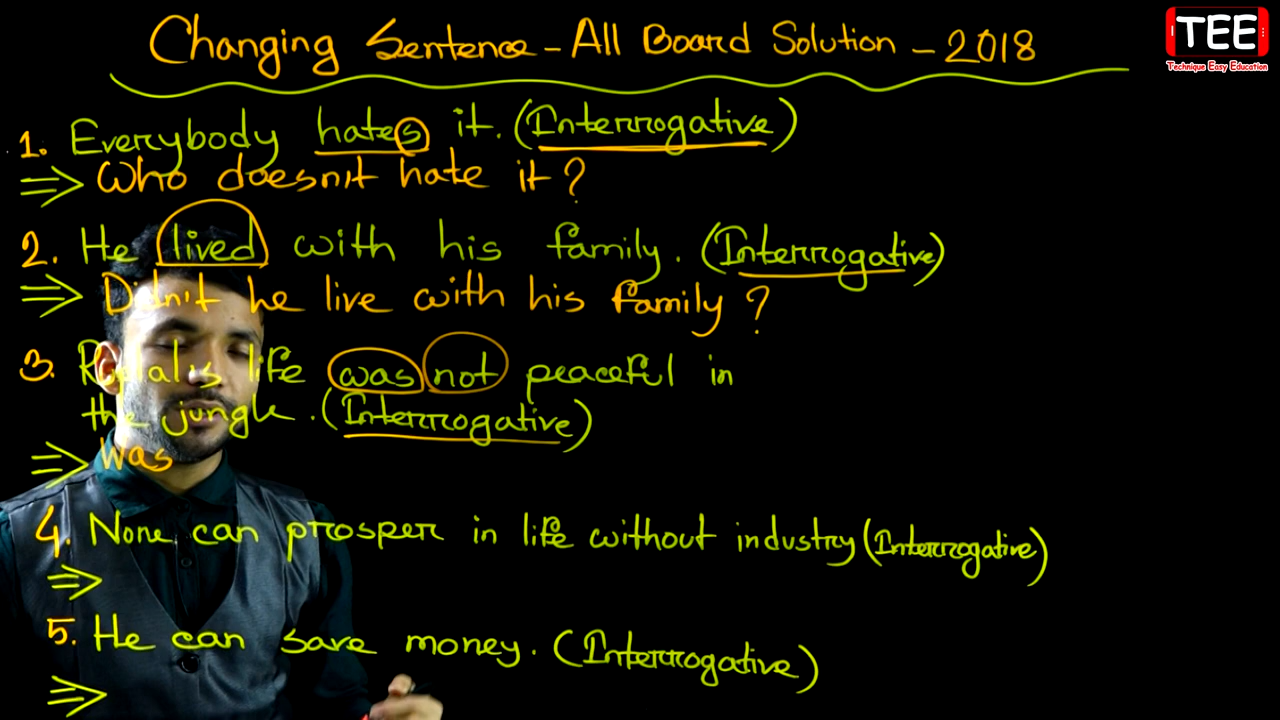 Changing Sentence - All Board Solution - 2018
TEE
Technique Easy Education
1. Everybody hates it. (Interrogative)
⇒ Who doesn't hate it?
2. He lived with his family. (Interrogative)
⇒ Didn't he live with his family?
3. life was not peaceful in
the jungle. (Interrogative)
⇒ Was
4. None can prosper in life without industry (Interrogative)
⇒
5. He can save money. (Interrogative)
⇒